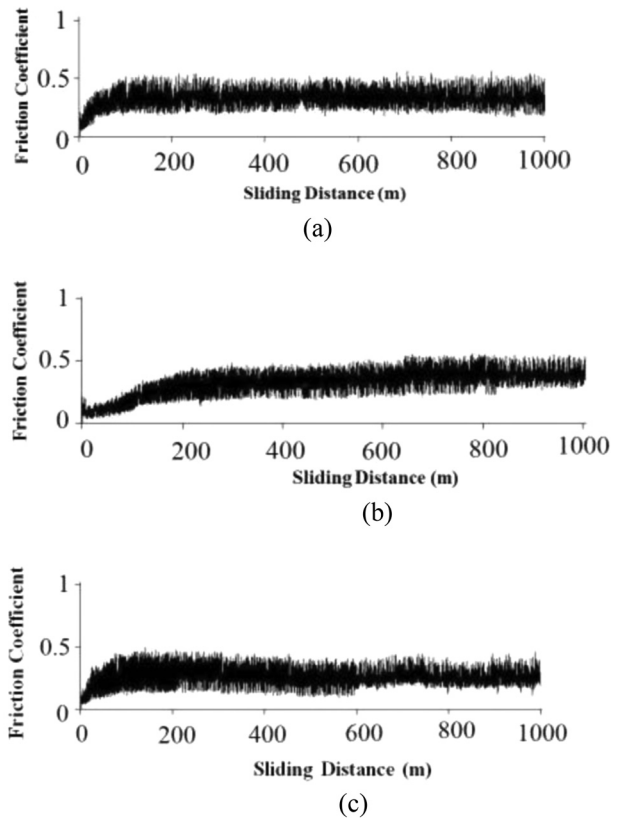 Friction Coefficient
1
0.5
0
0 200 400 600 800 1000
Sliding Distance (m)
(a)
Friction Coefficient
1
0.5
0
0 200 400 600 800 1000
Sliding Distance (m)
(b)
Friction Coefficient
1
0.5
0
0 200 400 600 800 1000
Sliding Distance (m)
(c)